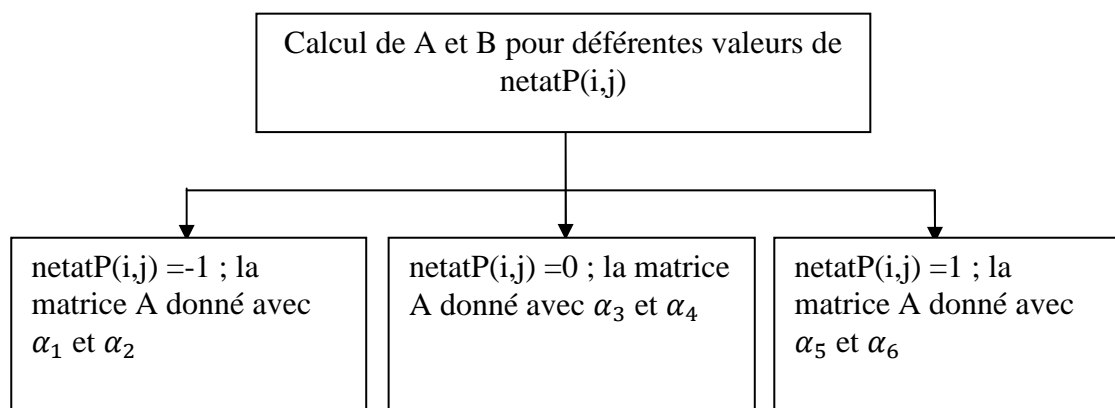 Calcul de A et B pour déférentes valeurs de
netatP(i,j)
netatP(i,j) =-1 ; la
matrice A donné avec
𝛼₁ et 𝛼₂
netatP(i,j) =0 ; la matrice
A donné avec 𝛼₃ et 𝛼₄
netatP(i,j) =1 ; la
matrice A donné avec
𝛼₅ et 𝛼₆